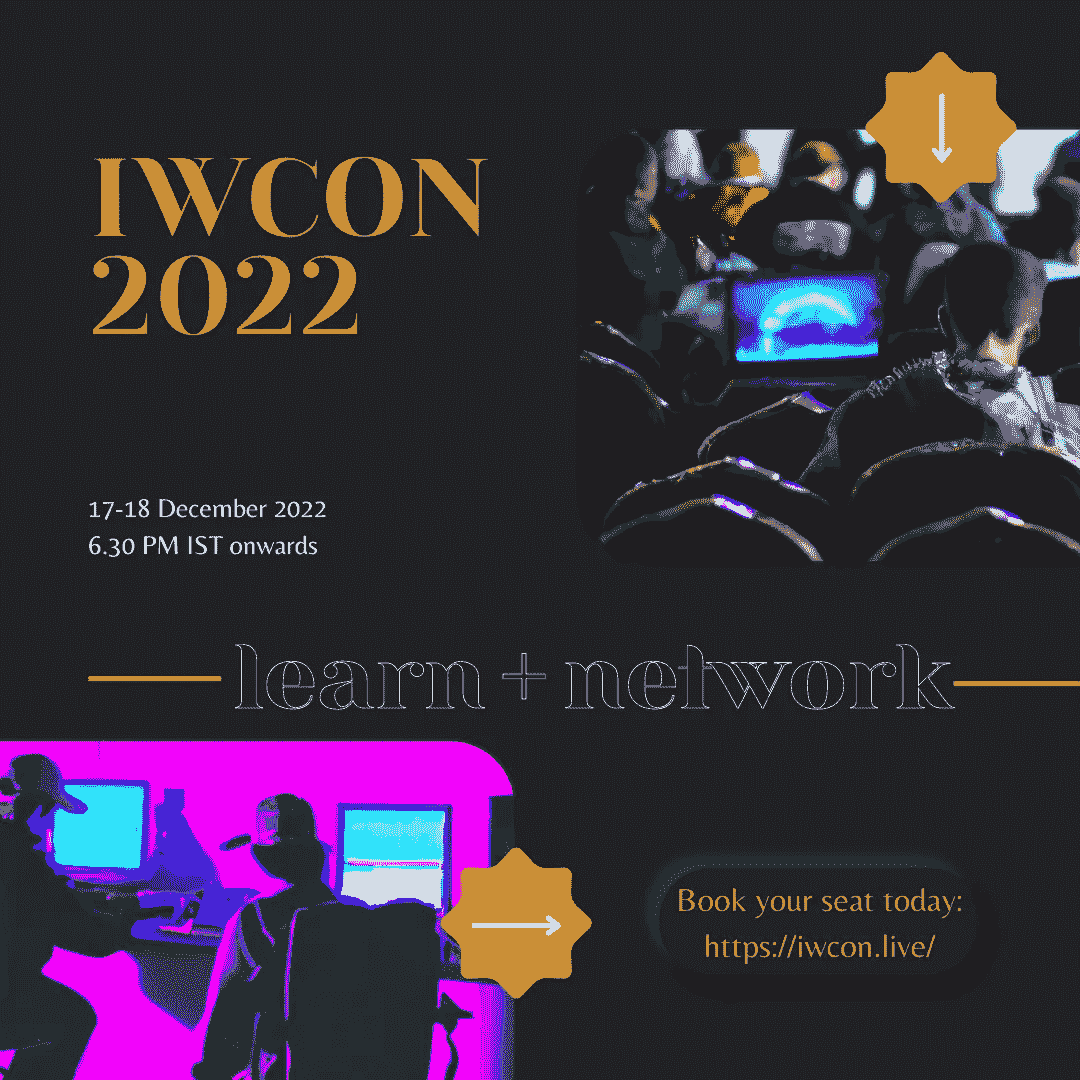 IWCON
2022
17-18 December 2022
6.30 PM IST onwards
learn + network
Book your seat today:
https://iwcon.live/